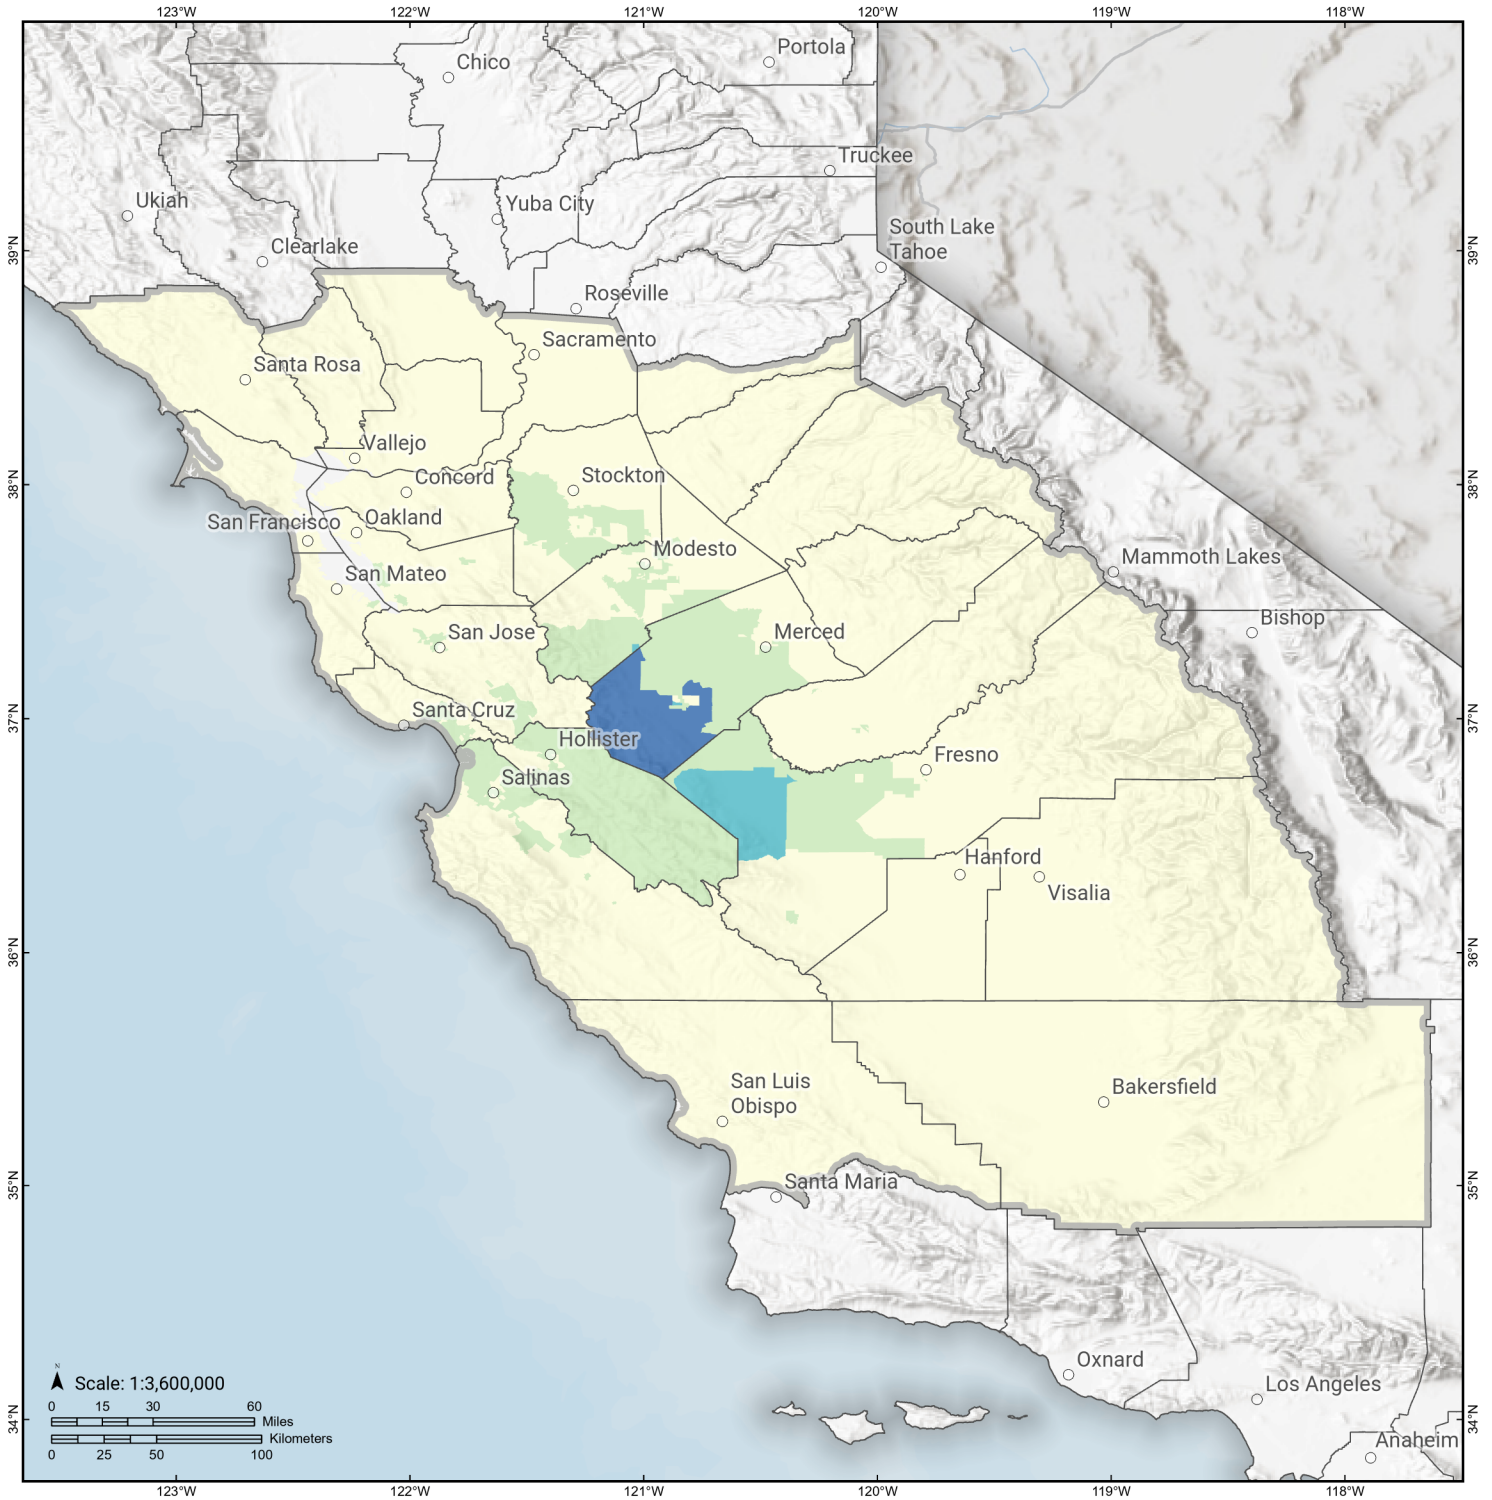 123°W 122°W 121°W 120°W 119°W 118°W
Portola
Chico
Truckee
Ukiah
Yuba City
South Lake
Tahoe
Clearlake
39°N
39°N
Roseville
Sacramento
Santa Rosa
Vallejo
Concord
Stockton
38°N
38°N
Oakland
San Francisco
Modesto
Mammoth Lakes
San Mateo
Bishop
San Jose
Merced
Santa Cruz
37°N
37°N
Hollister
Fresno
Salinas
Hanford
Visalia
36°N
36°N
San Luis
Obispo
Bakersfield
35°N
35°N
Santa Maria
Oxnard
N
Scale: 1:3,600,000
Los Angeles
0 15 30 60
Miles
34°N
34°N
Kilometers
Anaheim
0 25 50 100
123°W 122°W 121°W 120°W 119°W 118°W